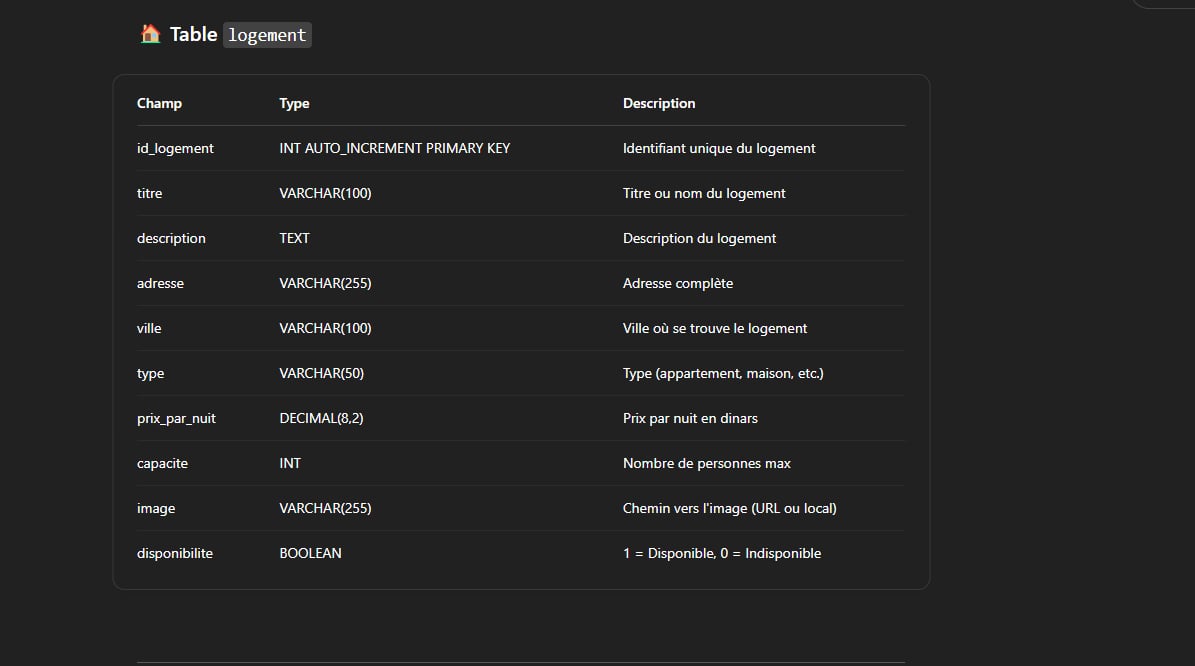 🏠 Table logement
Champ Type Description
id_logement INT AUTO_INCREMENT PRIMARY KEY Identifiant unique du logement
titre VARCHAR(100) Titre ou nom du logement
description TEXT Description du logement
adresse VARCHAR(255) Adresse complète
ville VARCHAR(100) Ville où se trouve le logement
type VARCHAR(50) Type (appartement, maison, etc.)
prix_par_nuit DECIMAL(8,2) Prix par nuit en dinars
capacite INT Nombre de personnes max
image VARCHAR(255) Chemin vers l'image (URL ou local)
disponibilite BOOLEAN 1 = Disponible, 0 = Indisponible